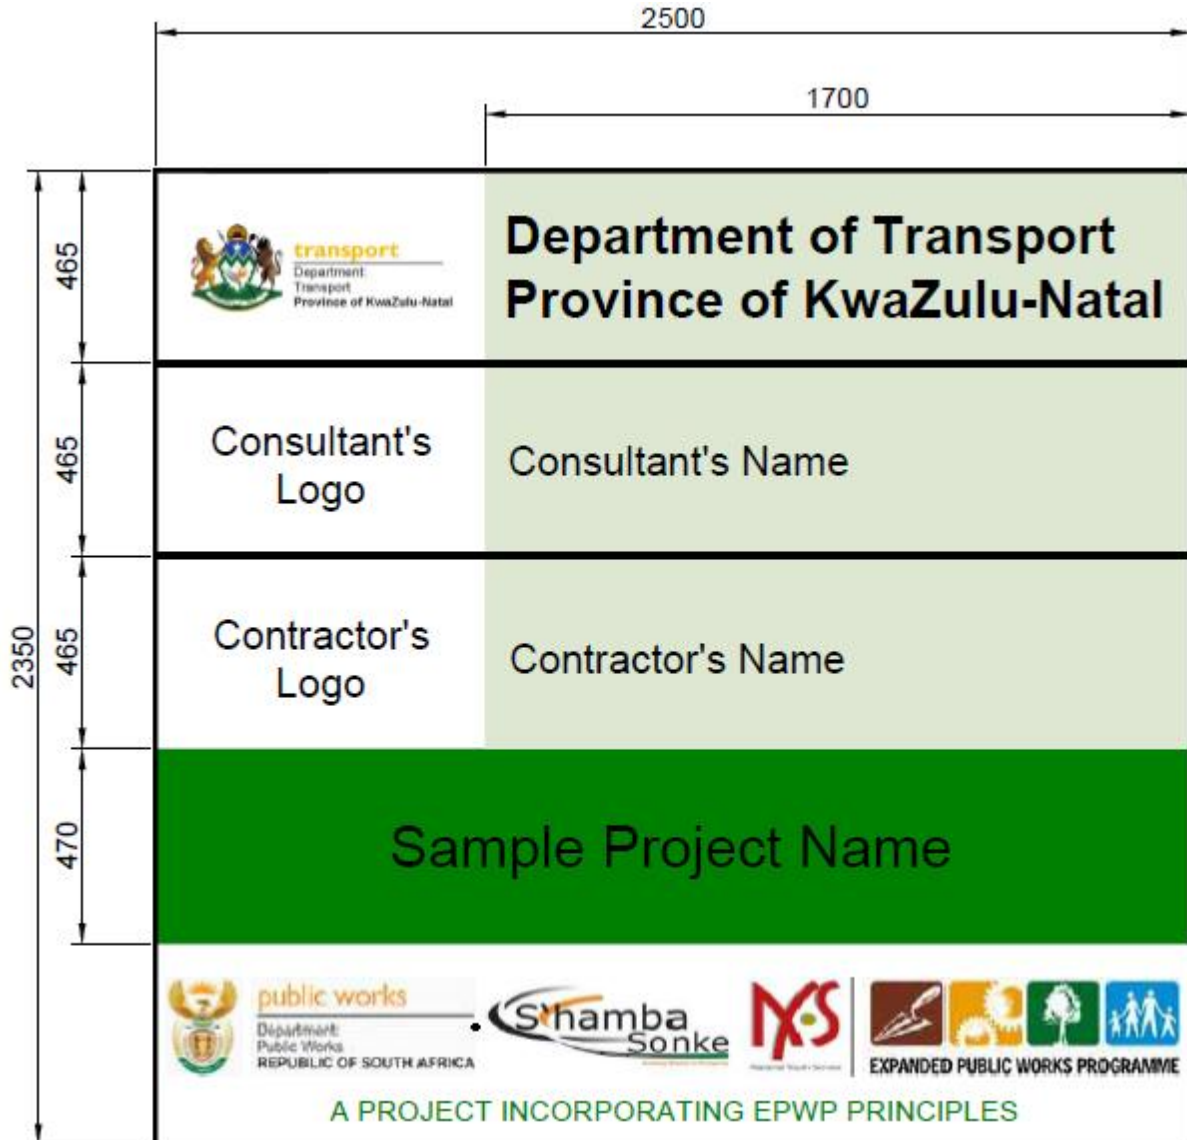 2500
1700
465
transport
Department:
Transport
Province of KwaZulu-Natal
Department of Transport
Province of KwaZulu-Natal
465
Consultant's
Logo
Consultant's Name
2350
465
Contractor's
Logo
Contractor's Name
470
Sample Project Name
public works
Department:
Public Works
REPUBLIC OF SOUTH AFRICA
S'hamba
Sonke
NYS
EXPANDED PUBLIC WORKS PROGRAMME
A PROJECT INCORPORATING EPWP PRINCIPLES